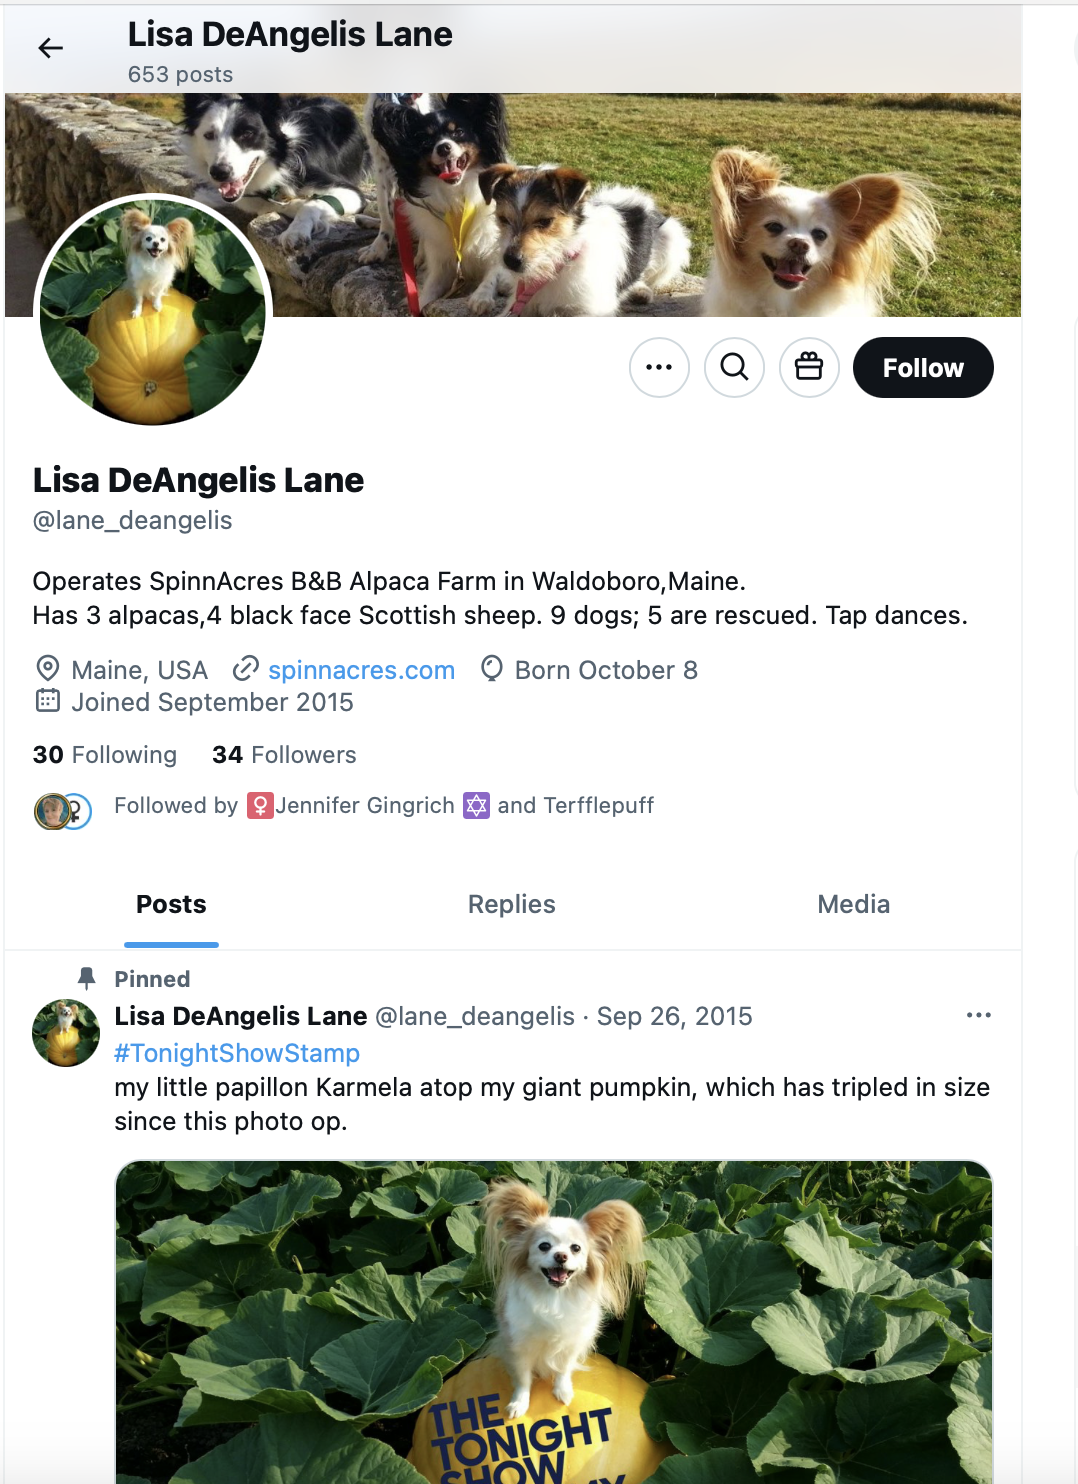 Lisa DeAngelis Lane
653 posts
Follow
Lisa DeAngelis Lane
@lane_deangelis
Operates SpinnAcres B&B Alpaca Farm in Waldoboro,Maine.
Has 3 alpacas,4 black face Scottish sheep. 9 dogs; 5 are rescued. Tap dances.
Maine, USA spinnacres.com Born October 8
Joined September 2015
30 Following 34 Followers
Followed by Jennifer Gingrich and Terfflepuff
Posts Replies Media
Pinned
Lisa DeAngelis Lane @lane_deangelis · Sep 26, 2015
#TonightShowStamp
my little papillon Karmela atop my giant pumpkin, which has tripled in size
since this photo op.
THE
TONIGHT
SHOW